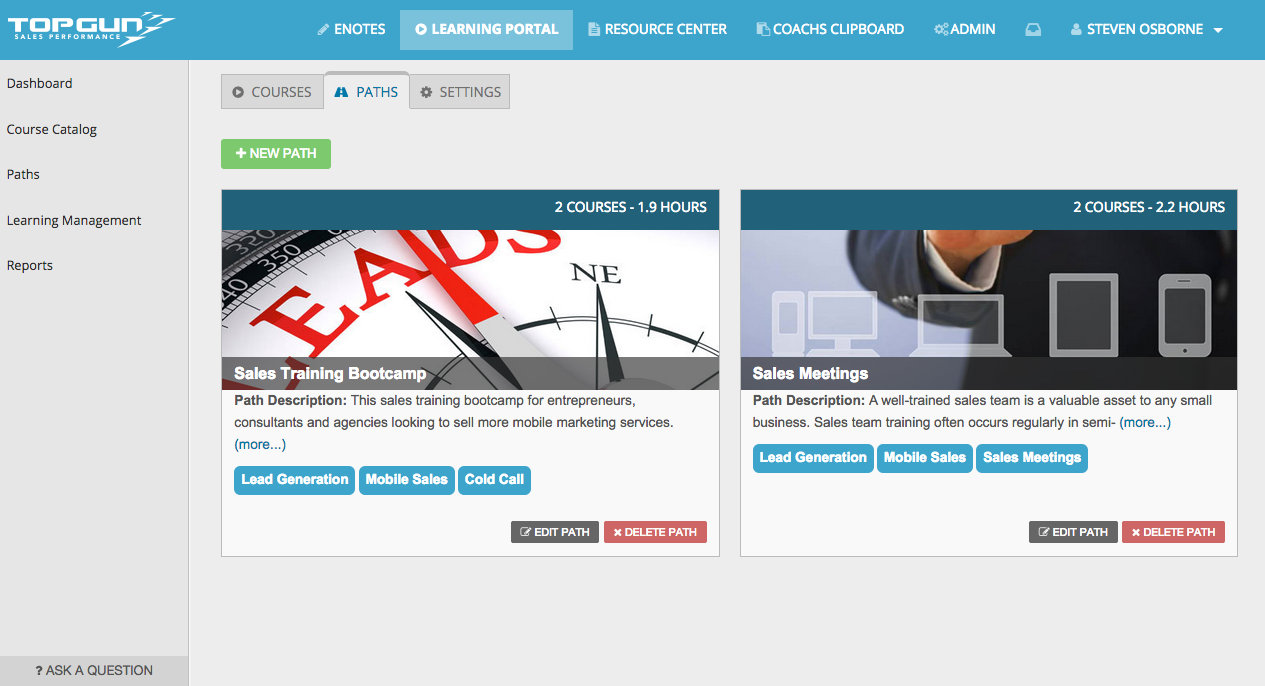 TOPGUN
SALES PERFORMANCE
ENOTES
LEARNING PORTAL
RESOURCE CENTER
COACHS CLIPBOARD
ADMIN
STEVEN OSBORNE
Dashboard
Course Catalog
Paths
Learning Management
Reports
? ASK A QUESTION
COURSES
PATHS
SETTINGS
+ NEW PATH
2 COURSES - 1.9 HOURS
320
350
40
30
LEADS
NE
Sales Training Bootcamp
Path Description: This sales training bootcamp for entrepreneurs,
consultants and agencies looking to sell more mobile marketing services.
(more...)
Lead Generation
Mobile Sales
Cold Call
EDIT PATH
DELETE PATH
2 COURSES - 2.2 HOURS
Sales Meetings
Path Description: A well-trained sales team is a valuable asset to any small
business. Sales team training often occurs regularly in semi- (more...)
Lead Generation
Mobile Sales
Sales Meetings
EDIT PATH
DELETE PATH